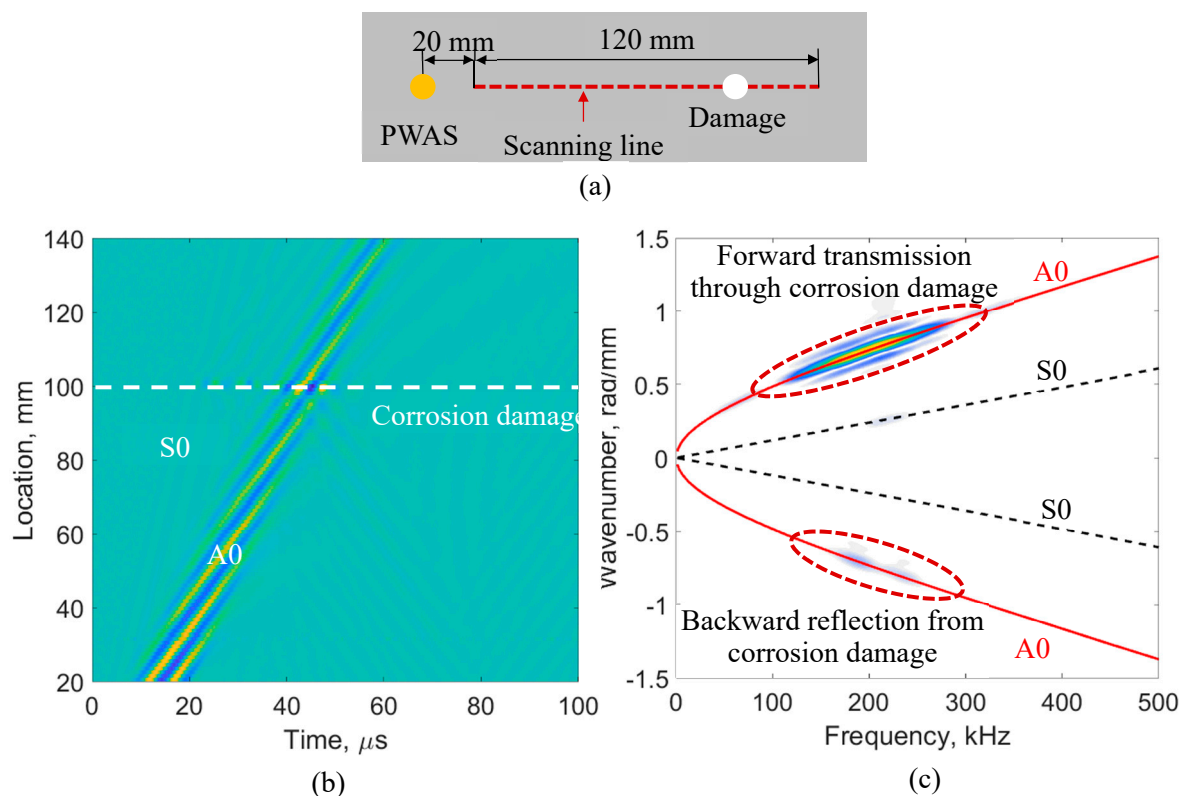 20 mm
120 mm
PWAS
Scanning line
Damage
(a)
140
120
100
80
60
40
20
0
20
40
60
80
100
Location, mm
Time, μs
S0
A0
Corrosion damage
(b)
1.5
1
0.5
0
-0.5
-1
-1.5
0
100
200
300
400
500
Wavenumber, rad/mm
Frequency, kHz
Forward transmission
through corrosion damage
A0
S0
S0
Backward reflection from
corrosion damage
A0
(c)